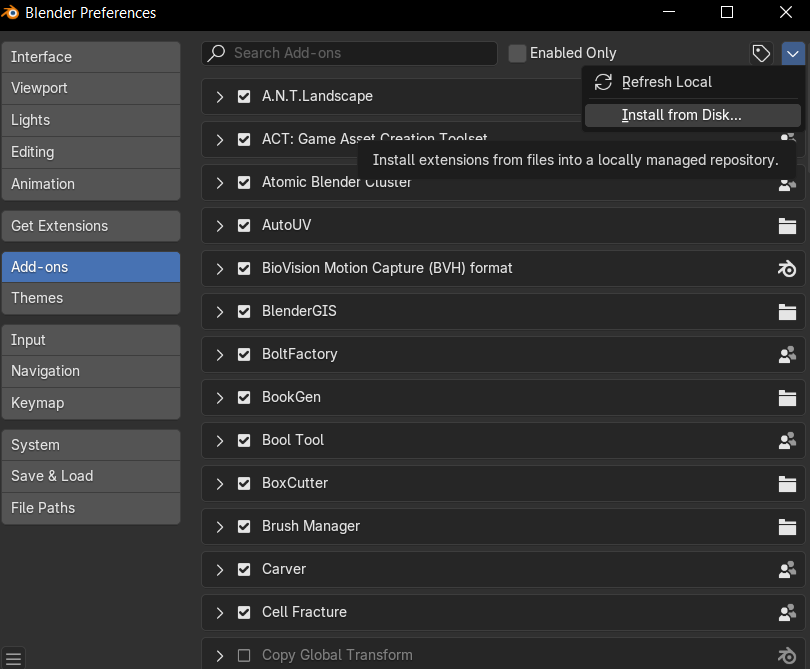 Blender Preferences
Interface
Viewport
Lights
Editing
Animation
Get Extensions
Add-ons
Themes
Input
Navigation
Keymap
System
Save & Load
File Paths
Search Add-ons
Enabled Only
Refresh Local
Install from Disk...
Install extensions from files into a locally managed repository.
A.N.T.Landscape
ACT: Game Asset Creation Toolset
Atomic Blender Cluster
AutoUV
BioVision Motion Capture (BVH) format
BlenderGIS
BoltFactory
BookGen
Bool Tool
BoxCutter
Brush Manager
Carver
Cell Fracture
Copy Global Transform